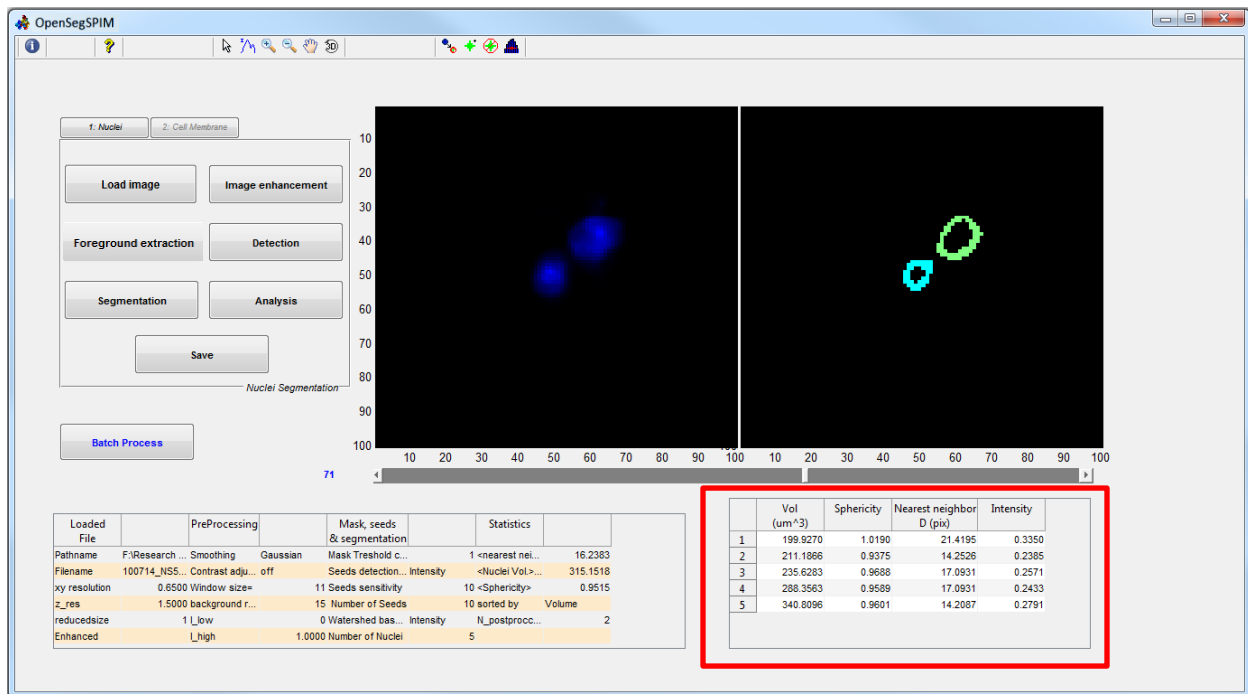 OpenSegSPIM
3D
1: Nuclei 2: Cell Membrane
Load image Image enhancement
Foreground extraction Detection
Segmentation Analysis
Save
Nuclei Segmentation
Batch Process
10
20
30
40
50
60
70
80
90
100
10 20 30 40 50 60 70 80 90 100 10 20 30 40 50 60 70 80 90 100
71
Loaded File PreProcessing Mask, seeds & segmentation Statistics
Pathname F:\Research ... Smoothing Gaussian Mask Treshold c... 1 <nearest nei... 16.2383
Filename 100714_NS5... Contrast adju... off Seeds detection... Intensity <Nuclei Vol.>... 315.1518
xy resolution 0.6500 Window size= 11 Seeds sensitivity 10 <Sphericity> 0.9515
z_res 1.5000 background r... 15 Number of Seeds 10 sorted by Volume
reducedsize 1 I_low 0 Watershed bas... Intensity N_postprocc... 2
Enhanced I_high 1.0000 Number of Nuclei 5
Vol (um^3) Sphericity Nearest neighbor D (pix) Intensity
1 199.9270 1.0190 21.4195 0.3350
2 211.1866 0.9375 14.2526 0.2385
3 235.6283 0.9688 17.0931 0.2571
4 288.3563 0.9589 17.0931 0.2433
5 340.8096 0.9601 14.2087 0.2791